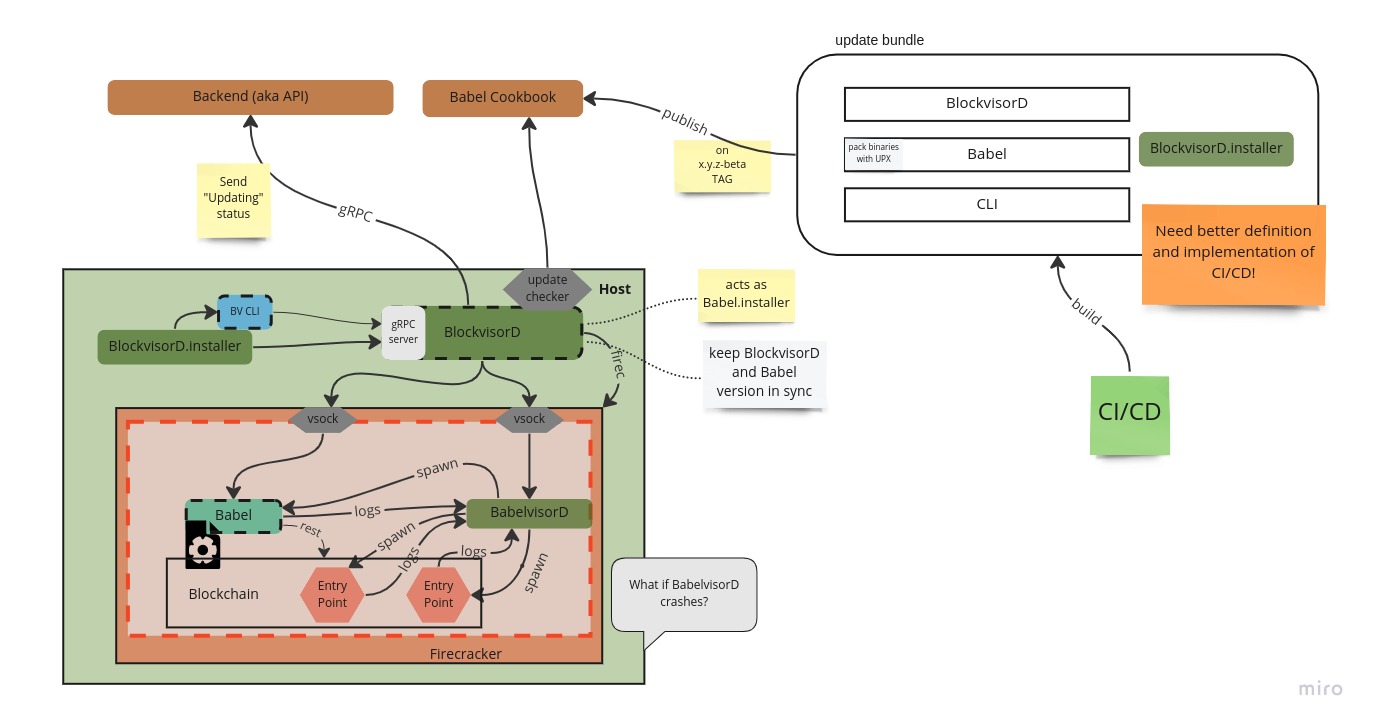 update bundle
Backend (aka API)
Babel Cookbook
publish
on
x.y.z-beta
TAG
BlockvisorD
pack binaries
with UPX
Babel
CLI
BlockvisorD.installer
Need better definition
and implementation of
CI/CD!
Send
"Updating"
status
gRPC
update
checker
Host
acts as
Babel.installer
BV CLI
BlockvisorD.installer
gRPC
server
BlockvisorD
firec
keep BlockvisorD
and Babel
version in sync
build
CI/CD
vsock
vsock
spawn
Babel
logs
BabelvisorD
rest
spawn
logs
logs
spawn
Blockchain
Entry
Point
Entry
Point
What if BabelvisorD
crashes?
Firecracker
miro